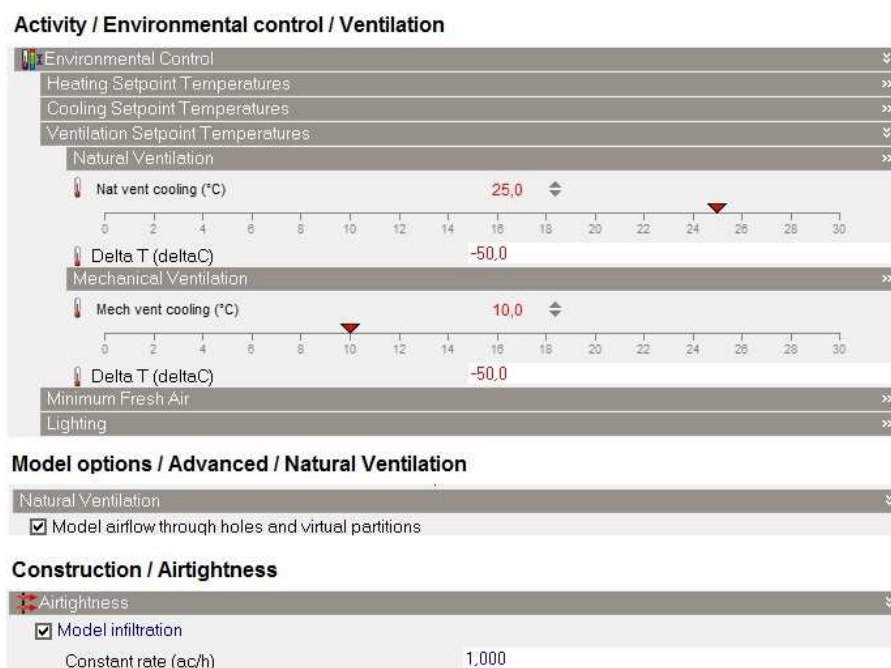 Activity / Environmental control / Ventilation
Environmental Control
Heating Setpoint Temperatures
Cooling Setpoint Temperatures
Ventilation Setpoint Temperatures
Natural Ventilation
Nat vent cooling (°C) 25,0
0 2 4 6 8 10 12 14 16 18 20 22 24 26 28 30
Delta T (deltaC) -50,0
Mechanical Ventilation
Mech vent cooling (°C) 10,0
0 2 4 6 8 10 12 14 16 18 20 22 24 26 28 30
Delta T (deltaC) -50,0
Minimum Fresh Air
Lighting
Model options / Advanced / Natural Ventilation
Natural Ventilation
Model airflow through holes and virtual partitions
Construction / Airtightness
Airtightness
Model infiltration
Constant rate (ac/h) 1,000